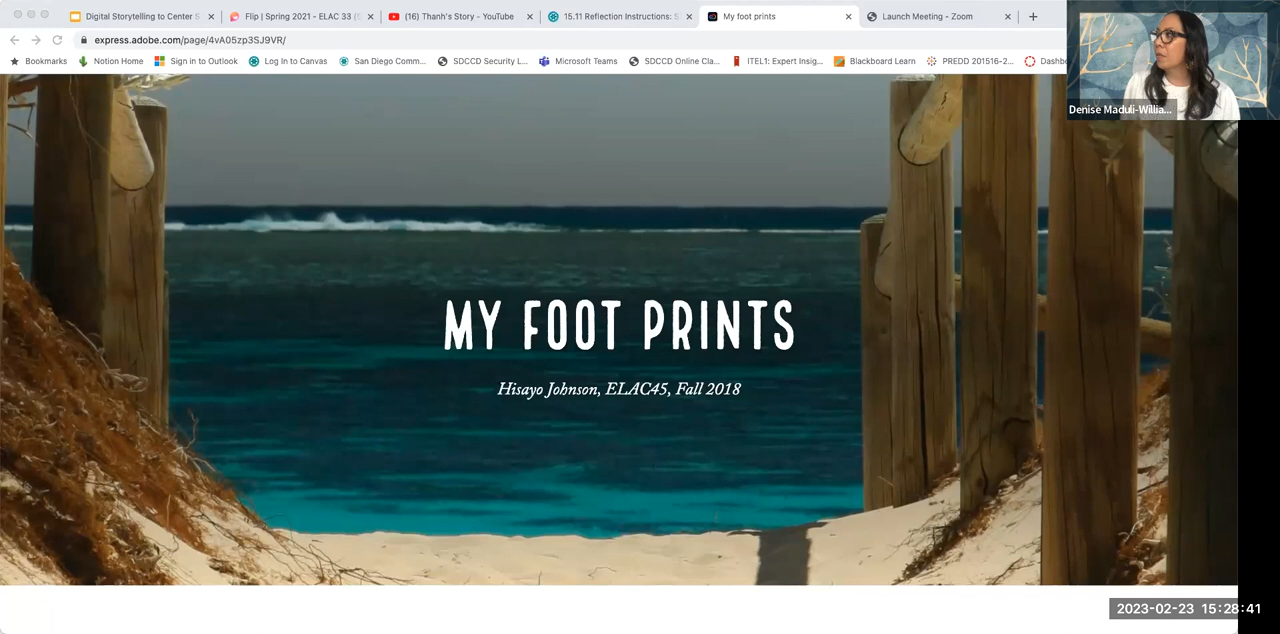 Digital Storytelling to Center S
Flip | Spring 2021 - ELAC 33 (
(16) Thanh's Story - YouTube
15.11 Reflection Instructions: S
My foot prints
Launch Meeting - Zoom
express.adobe.com/page/4vA05zp3SJ9VR/
Bookmarks
Notion Home
Sign in to Outlook
Log In to Canvas
San Diego Comm...
SDCCD Security L...
Microsoft Teams
SDCCD Online Cla...
ITEL1: Expert Insig...
Blackboard Learn
PREDD 201516-2...
Dashbo
Denise Maduli-Willia...
MY FOOT PRINTS
Hisayo Johnson, ELAC45, Fall 2018
2023-02-23 15:28:41